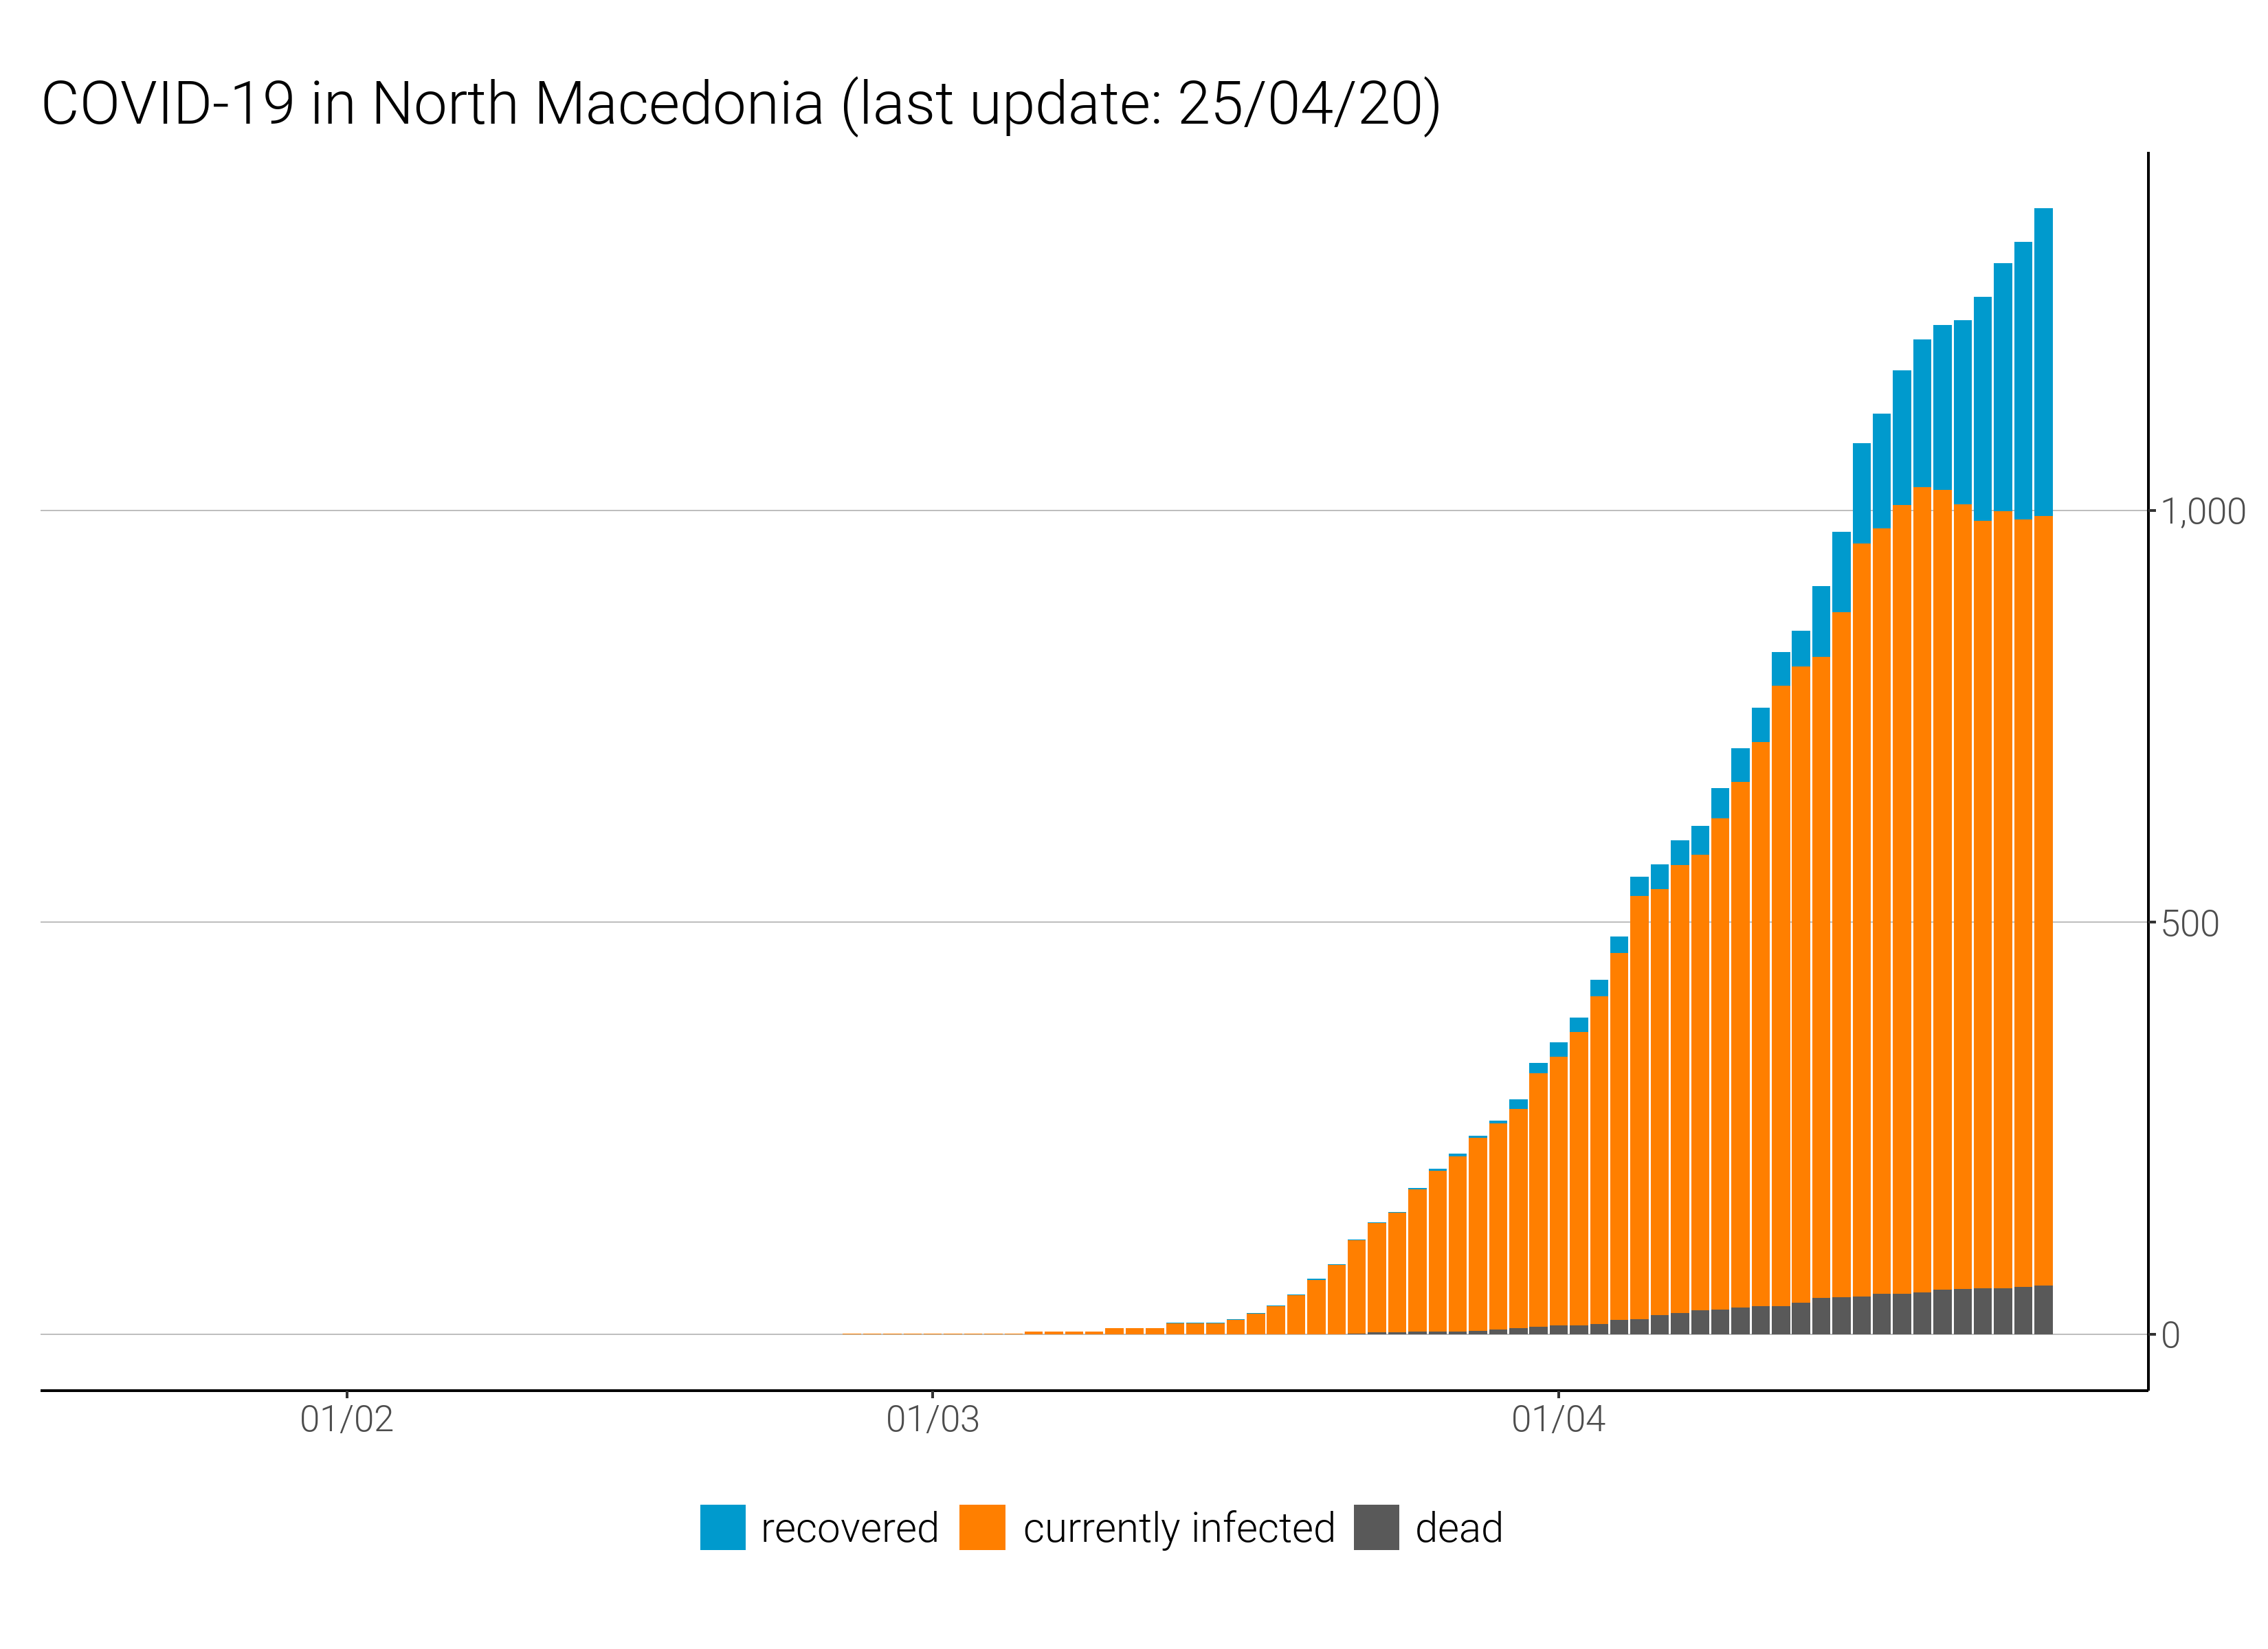 COVID-19 in North Macedonia (last update: 25/04/20)
1,000
500
0
01/02 01/03 01/04
recovered currently infected dead